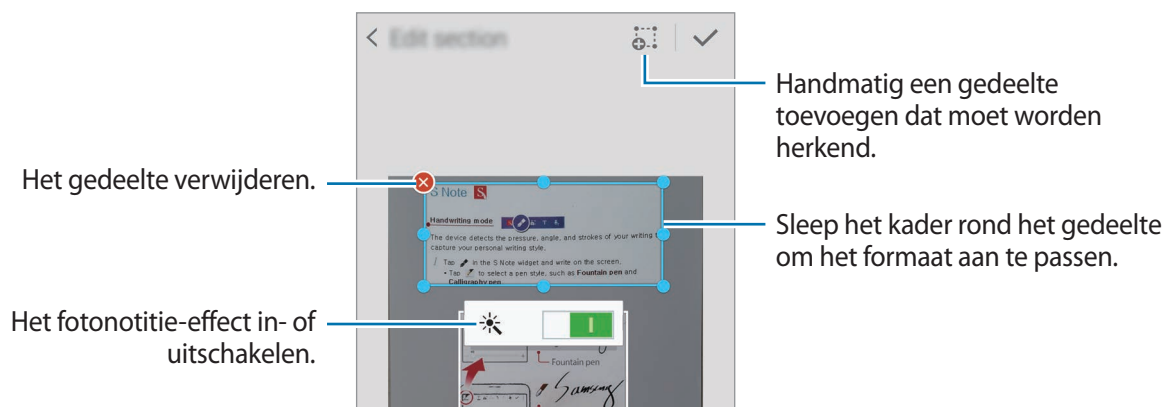 Edit section
Handmatig een gedeelte
toevoegen dat moet worden
herkend.
Het gedeelte verwijderen.
S Note
Handwriting mode
The device detects the pressure, angle, and strokes of your writing
capture your personal writing style.
Tap in the S Note widget and write on the screen.
• Tap to select a pen style, such as Fountain pen and
Calligraphy pen
Sleep het kader rond het gedeelte
om het formaat aan te passen.
Het fotonotitie-effect in- of
uitschakelen.
Fountain pen
Samsung